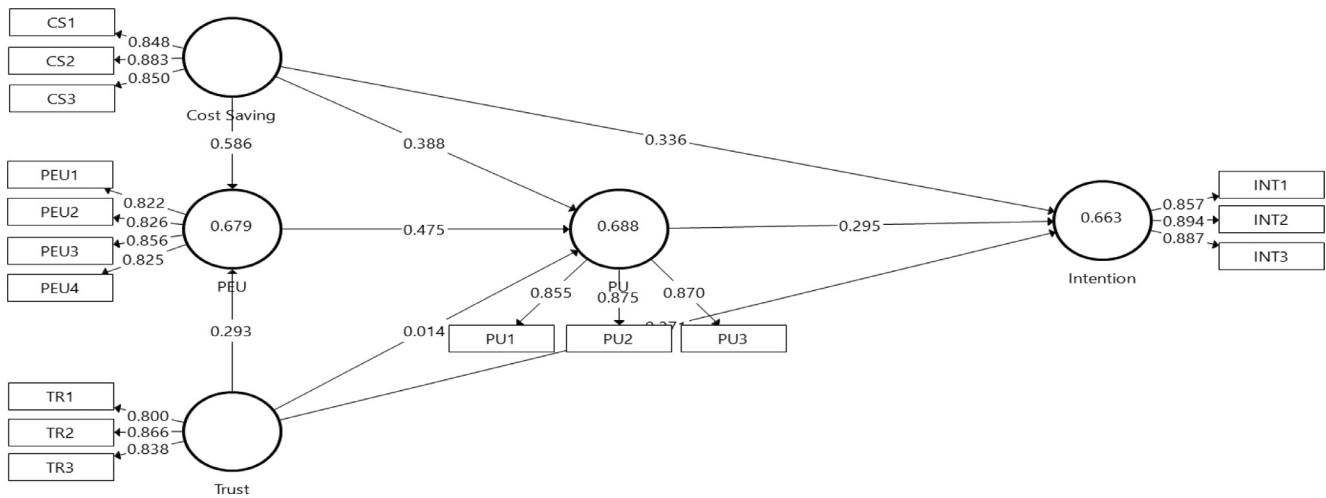 CS1
0.848
CS2
0.883
CS3
0.850
Cost Saving
0.586
0.388
0.336
PEU1
0.822
PEU2
0.826
PEU3
0.856
PEU4
0.825
0.679
PEU
0.475
0.688
PU
0.295
0.663
Intention
0.857
INT1
0.894
INT2
0.887
INT3
0.855
0.875
0.870
PU1
PU2
PU3
0.293
0.014
TR1
0.800
TR2
0.866
TR3
0.838
Trust